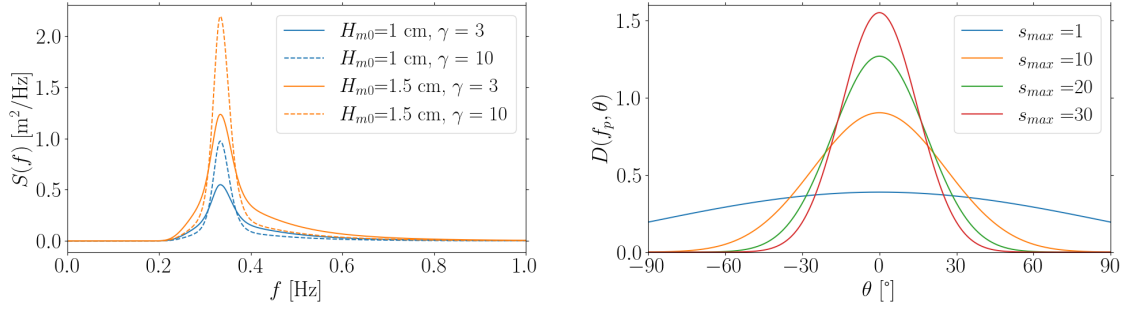 2.0
1.5
1.0
0.5
0.0
S(f) [m²/Hz]
0.0 0.2 0.4 0.6 0.8 1.0
f [Hz]
H_{m0}=1 cm, γ = 3
H_{m0}=1 cm, γ = 10
H_{m0}=1.5 cm, γ = 3
H_{m0}=1.5 cm, γ = 10
1.5
1.0
0.5
0.0
D(f_p, θ)
−90 −60 −30 0 30 60 90
θ [°]
s_{max} =1
s_{max} =10
s_{max} =20
s_{max} =30